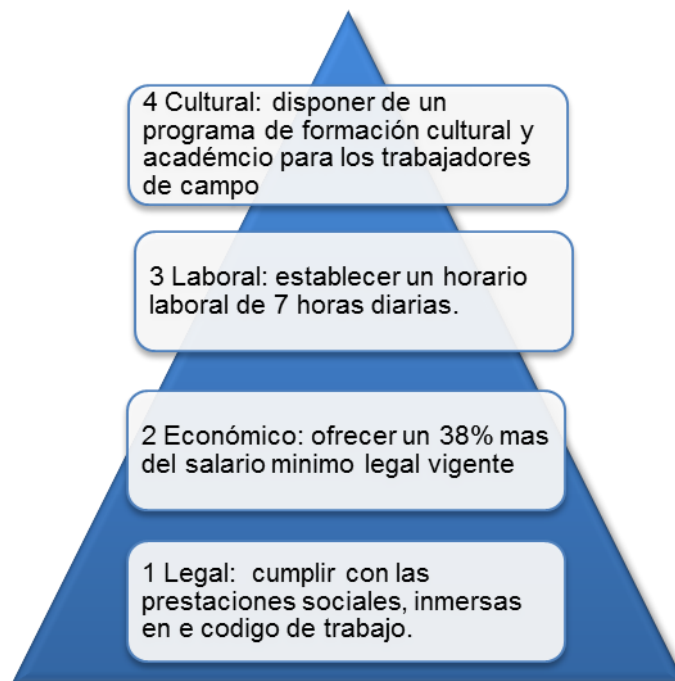 4 Cultural: disponer de un
programa de formación cultural y
académcio para los trabajadores
de campo
3 Laboral: establecer un horario
laboral de 7 horas diarias.
2 Económico: ofrecer un 38% mas
del salario minimo legal vigente
1 Legal: cumplir con las
prestaciones sociales, inmersas
en e codigo de trabajo.